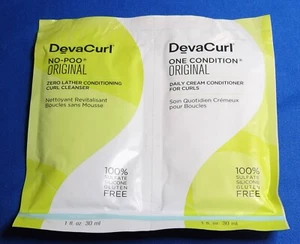 DevaCurl
NO-POO®
ORIGINAL
ZERO LATHER CONDITIONING
CURL CLEANSER
Nettoyant Revitalisant
Boucles sans Mousse
100%
SULFATE
SILICONE
GLUTEN
FREE
1 fl. oz. 30 ml
DevaCurl
ONE CONDITION®
ORIGINAL
DAILY CREAM CONDITIONER
FOR CURLS
Soin Quotidien Crémeux
pour Boucles
100%
SULFATE
SILICONE
GLUTEN
FREE
1 fl. oz. 30 ml